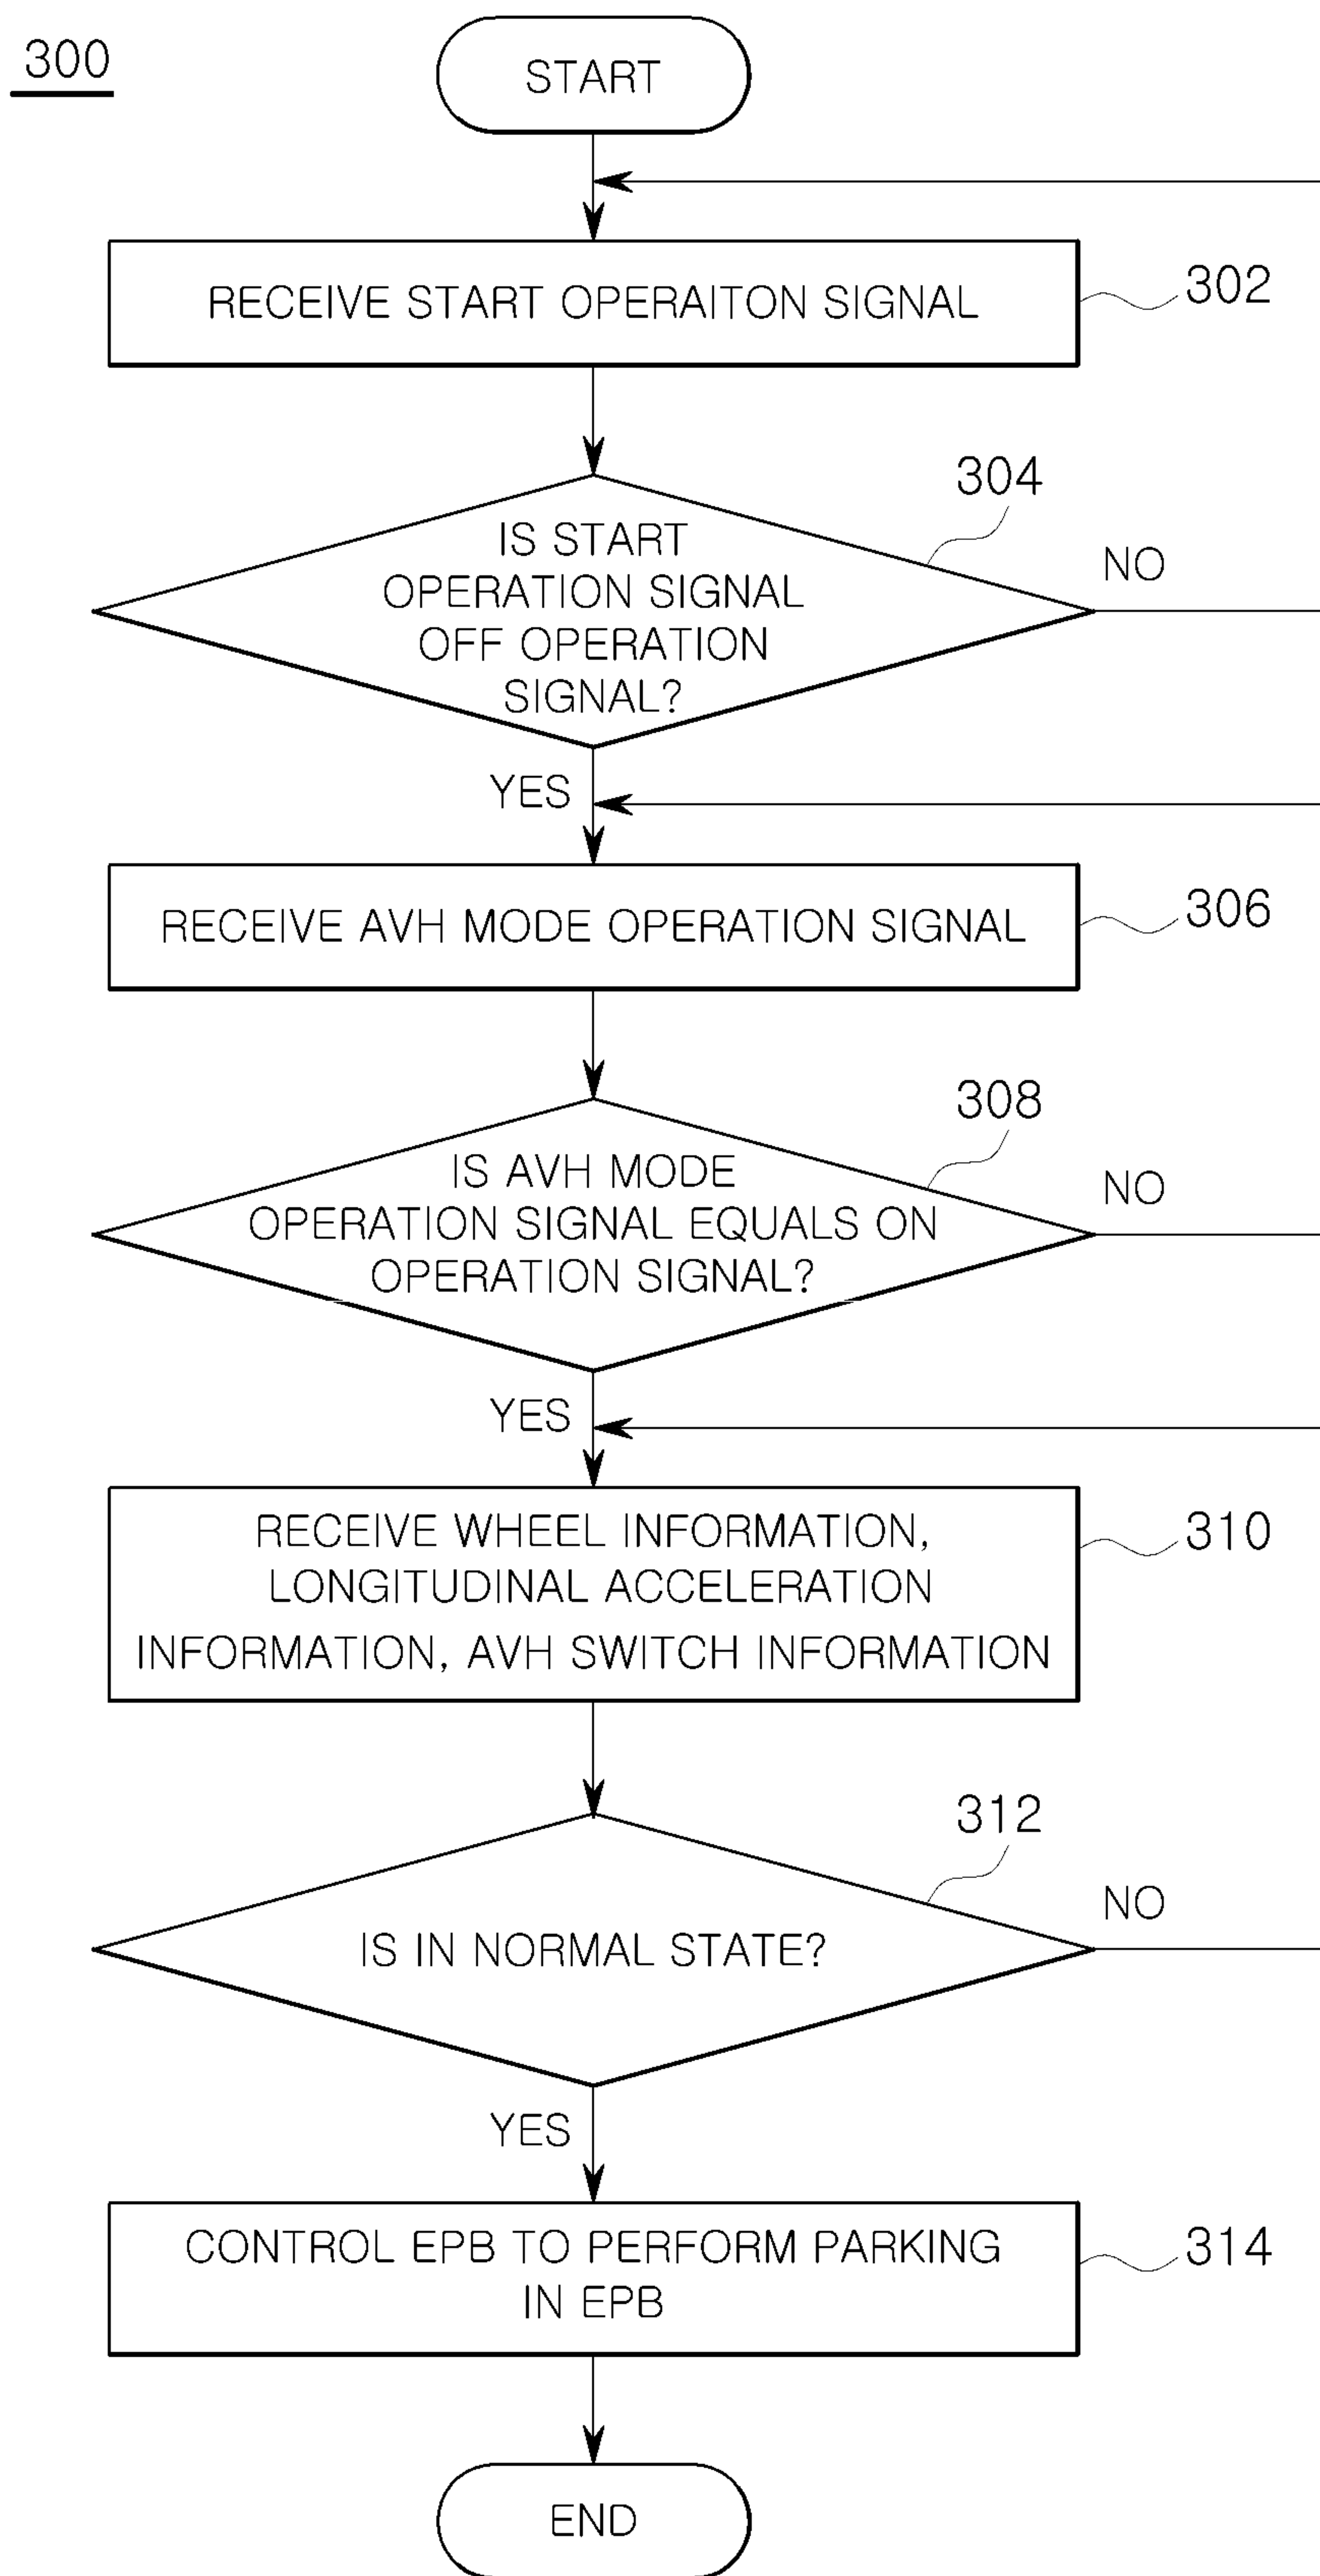 300
START
RECEIVE START OPERAITON SIGNAL
302
304
IS START
OPERATION SIGNAL
OFF OPERATION
SIGNAL?
NO
YES
RECEIVE AVH MODE OPERATION SIGNAL
306
308
IS AVH MODE
OPERATION SIGNAL EQUALS ON
OPERATION SIGNAL?
NO
YES
RECEIVE WHEEL INFORMATION,
LONGITUDINAL ACCELERATION
INFORMATION, AVH SWITCH INFORMATION
310
312
IS IN NORMAL STATE?
NO
YES
CONTROL EPB TO PERFORM PARKING
IN EPB
314
END